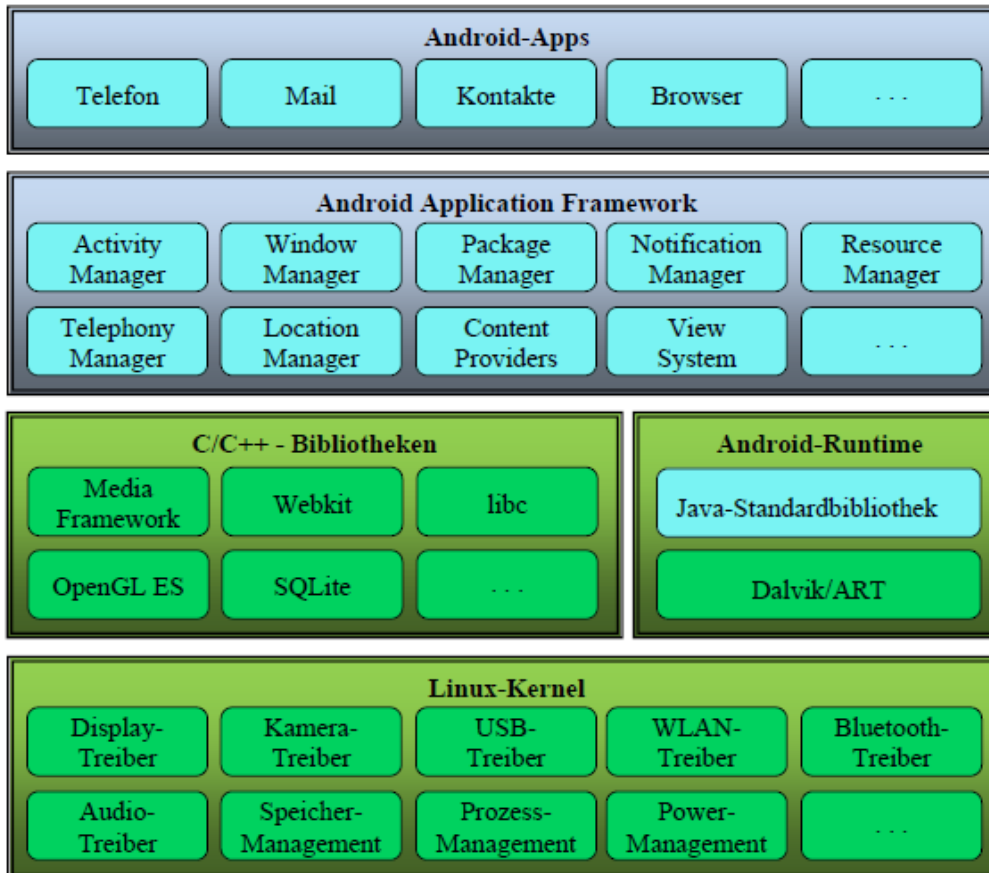 Android-Apps
Telefon
Mail
Kontakte
Browser
. . .
Android Application Framework
Activity
Manager
Window
Manager
Package
Manager
Notification
Manager
Resource
Manager
Telephony
Manager
Location
Manager
Content
Providers
View
System
. . .
C/C++ - Bibliotheken
Media
Framework
Webkit
libc
OpenGL ES
SQLite
. . .
Android-Runtime
Java-Standardbibliothek
Dalvik/ART
Linux-Kernel
Display-
Treiber
Kamera-
Treiber
USB-
Treiber
WLAN-
Treiber
Bluetooth-
Treiber
Audio-
Treiber
Speicher-
Management
Prozess-
Management
Power-
Management
. . .